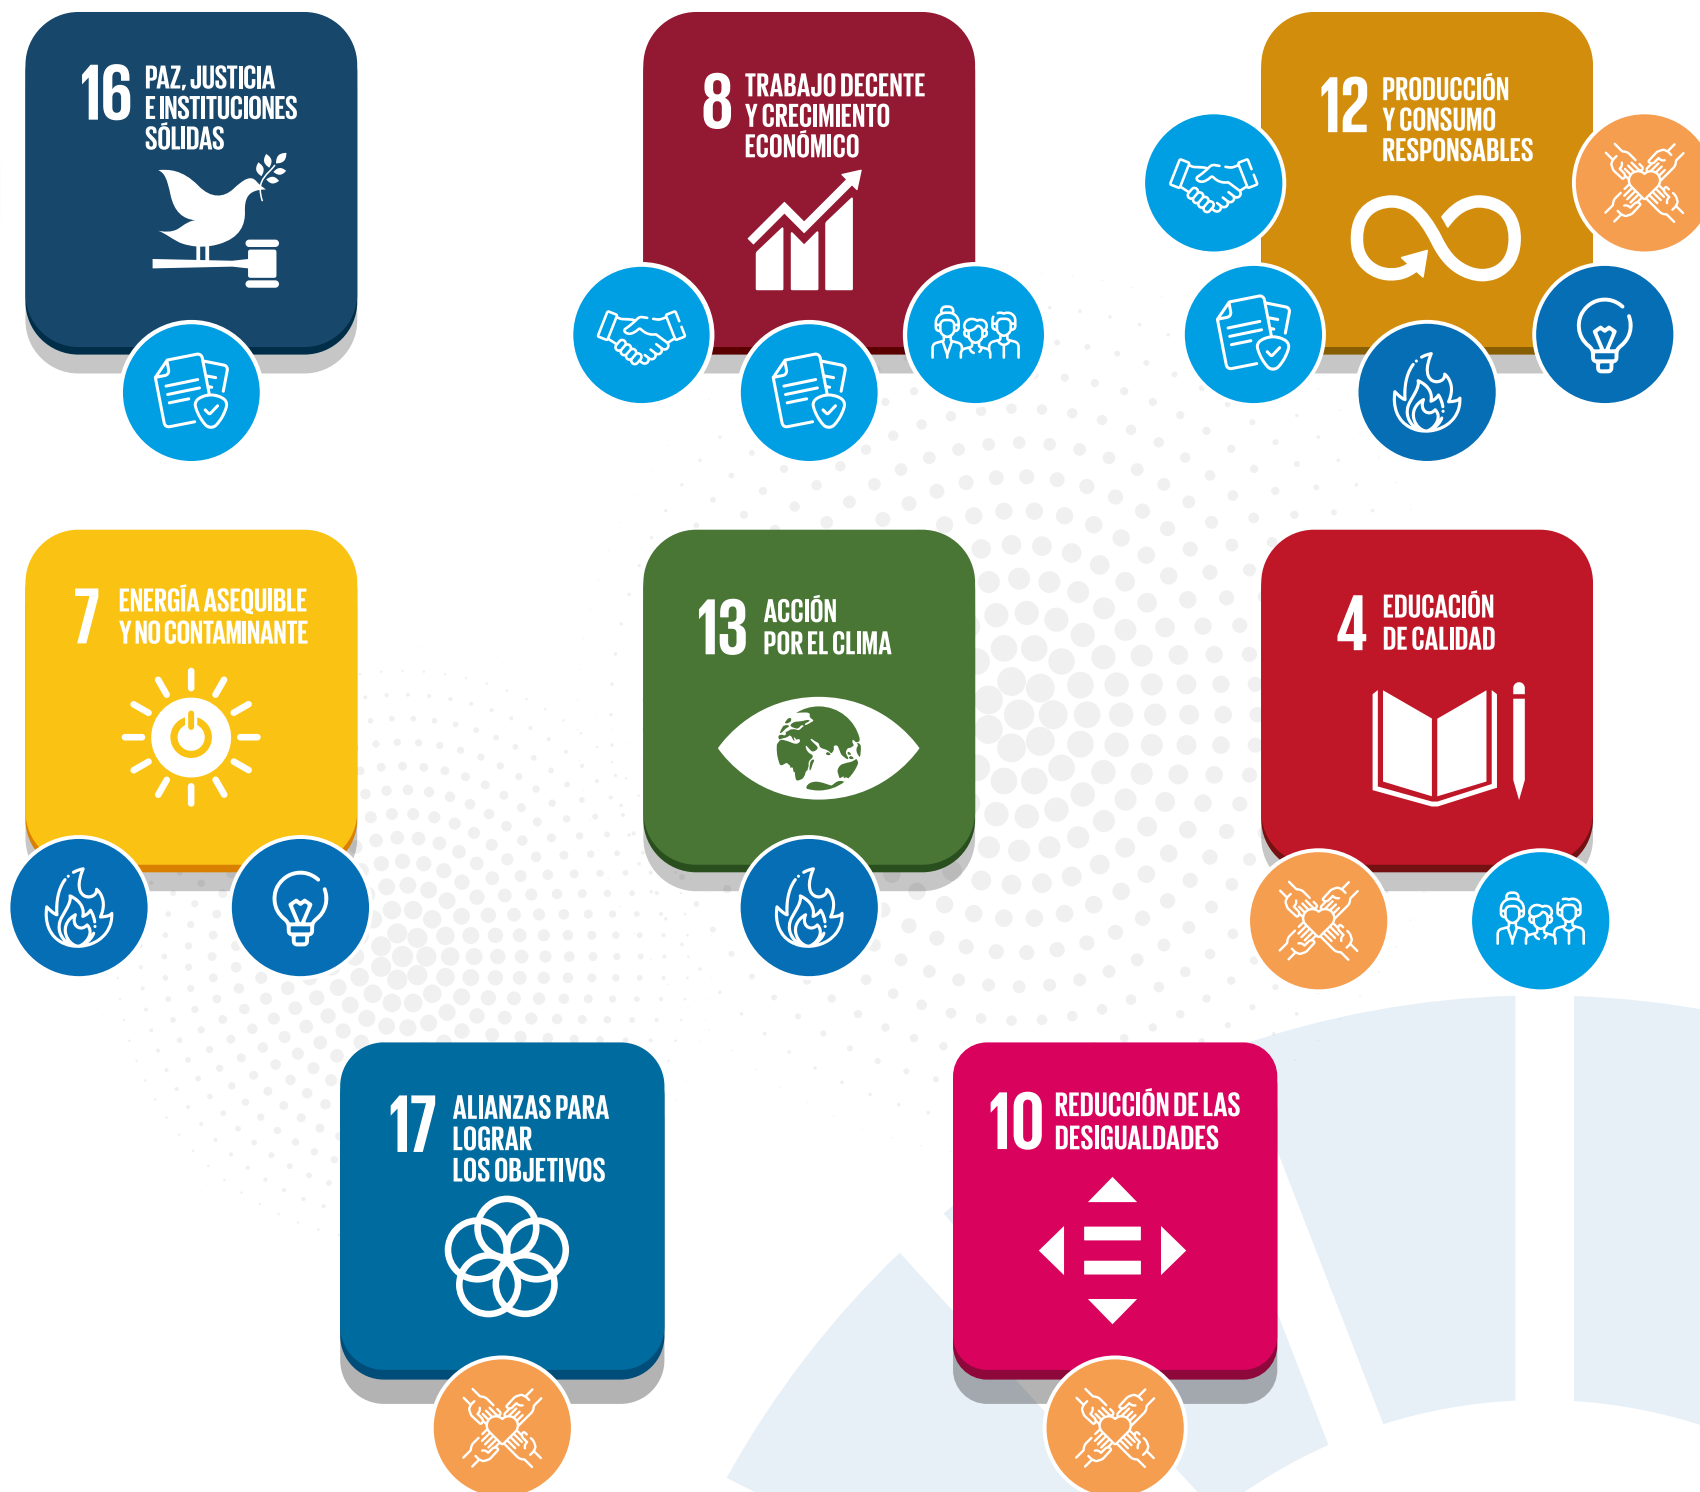 16 PAZ, JUSTICIA
E INSTITUCIONES
SÓLIDAS
8 TRABAJO DECENTE
Y CRECIMIENTO
ECONÓMICO
12 PRODUCCIÓN
Y CONSUMO
RESPONSABLES
7 ENERGÍA ASEQUIBLE
Y NO CONTAMINANTE
13 ACCIÓN
POR EL CLIMA
4 EDUCACIÓN
DE CALIDAD
17 ALIANZAS PARA
LOGRAR
LOS OBJETIVOS
10 REDUCCIÓN DE LAS
DESIGUALDADES